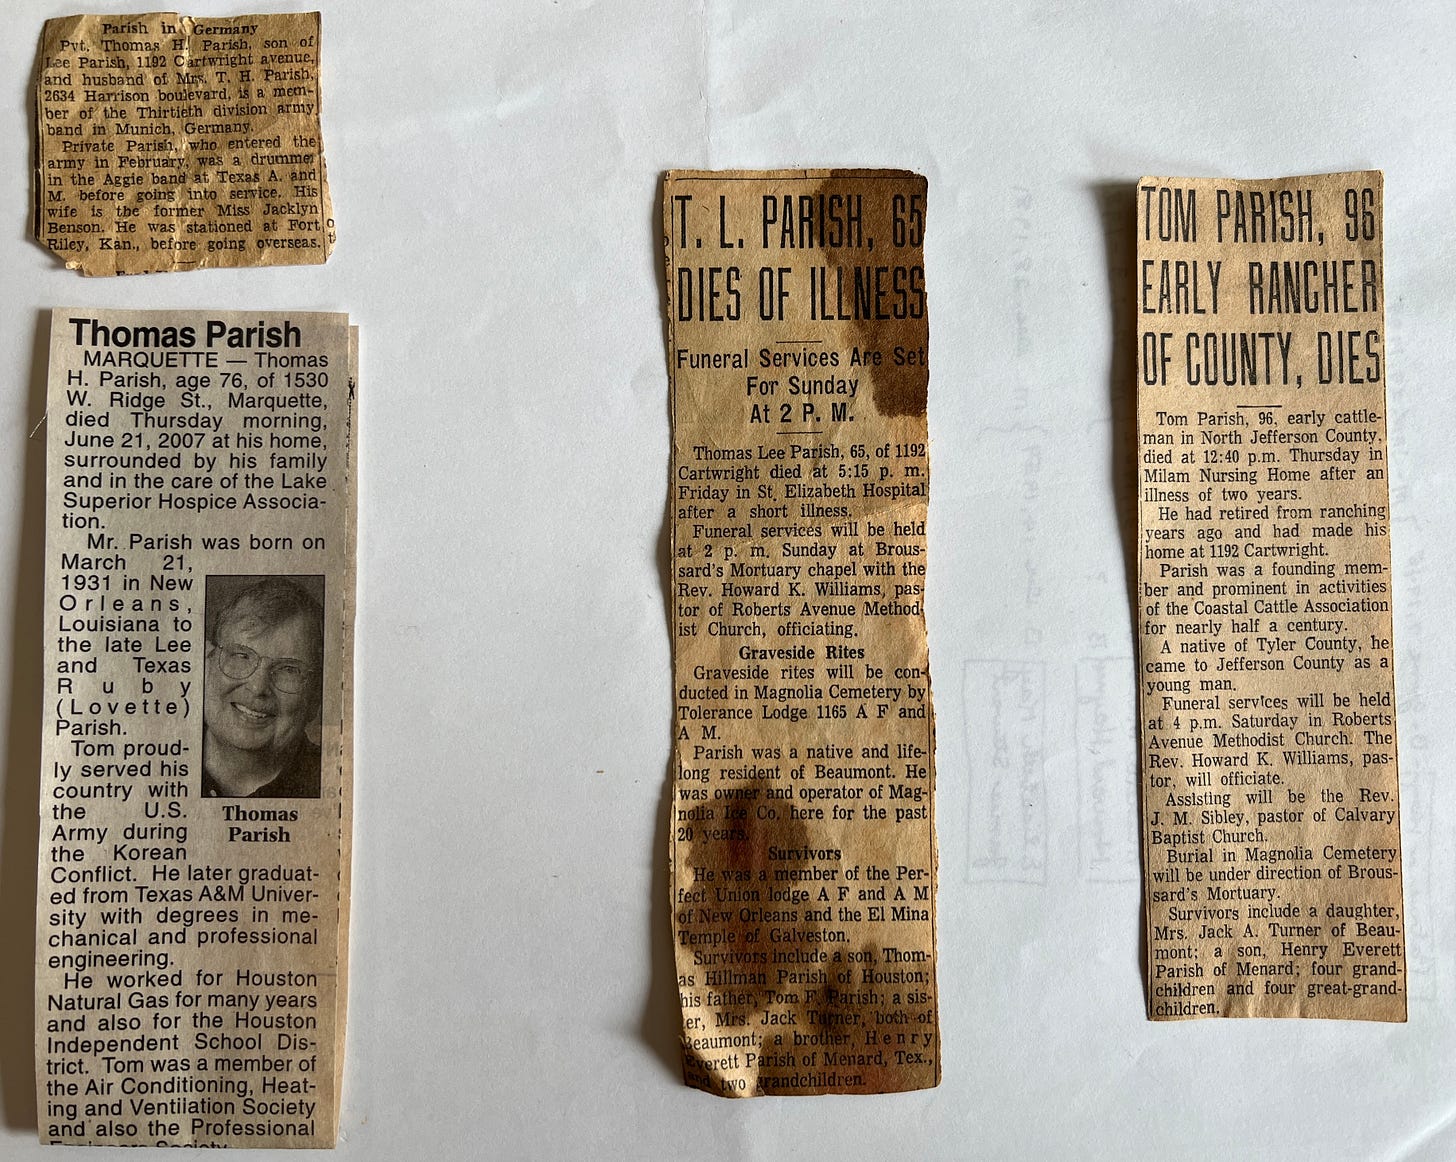 Parish in Germany
Pvt. Thomas H. Parish, son of
Lee Parish, 1192 Cartwright avenue,
and husband of Mrs. T. H. Parish,
2634 Harrison boulevard, is a mem-
ber of the Thirtieth division army
band in Munich, Germany.
Private Parish, who entered the
army in February, was a drummer
in the Aggie band at Texas A. and
M. before going into service. His
wife is the former Miss Jacklyn
Benson. He was stationed at Fort
Riley, Kan., before going overseas.
Thomas Parish
MARQUETTE — Thomas
H. Parish, age 76, of 1530
W. Ridge St., Marquette,
died Thursday morning,
June 21, 2007 at his home,
surrounded by his family
and in the care of the Lake
Superior Hospice Associa-
tion.
Mr. Parish was born on
March 21,
1931 in New
Orleans,
Louisiana to
the late Lee
and Texas
Ruby
(Lovette)
Parish.
Tom proud-
ly served his
country with
the U.S.
Army during
the Korean
Conflict. He later graduat-
ed from Texas A&M Univer-
sity with degrees in me-
chanical and professional
engineering.
He worked for Houston
Natural Gas for many years
and also for the Houston
Independent School Dis-
trict. Tom was a member of
the Air Conditioning, Heat-
ing and Ventilation Society
and also the Professional
Engineers Society.
Thomas
Parish
T. L. PARISH, 65
DIES OF ILLNESS
Funeral Services Are Set
For Sunday
At 2 P. M.
Thomas Lee Parish, 65, of 1192
Cartwright died at 5:15 p. m.
Friday in St. Elizabeth Hospital
after a short illness.
Funeral services will be held
at 2 p. m. Sunday at Brous-
sard's Mortuary chapel with the
Rev. Howard K. Williams, pas-
tor of Roberts Avenue Method-
ist Church, officiating.
Graveside Rites
Graveside rites will be con-
ducted in Magnolia Cemetery by
Tolerance Lodge 1165 A F and
A M.
Parish was a native and life-
long resident of Beaumont. He
was owner and operator of Mag-
nolia Ice Co. here for the past
20 years.
Survivors
He was a member of the Per-
fect Union lodge A F and A M
of New Orleans and the El Mina
Temple of Galveston.
Survivors include a son, Thom-
as Hillman Parish of Houston;
his father, Tom F. Parish; a sis-
ter, Mrs. Jack Turner, both of
Beaumont; a brother, Henry
Everett Parish of Menard, Tex.,
and two grandchildren.
TOM PARISH, 96
EARLY RANCHER
OF COUNTY, DIES
Tom Parish, 96, early cattle-
man in North Jefferson County,
died at 12:40 p.m. Thursday in
Milam Nursing Home after an
illness of two years.
He had retired from ranching
years ago and had made his
home at 1192 Cartwright.
Parish was a founding mem-
ber and prominent in activities
of the Coastal Cattle Association
for nearly half a century.
A native of Tyler County, he
came to Jefferson County as a
young man.
Funeral services will be held
at 4 p.m. Saturday in Roberts
Avenue Methodist Church. The
Rev. Howard K. Williams, pas-
tor, will officiate.
Assisting will be the Rev.
J. M. Sibley, pastor of Calvary
Baptist Church.
Burial in Magnolia Cemetery
will be under direction of Brous-
sard's Mortuary.
Survivors include a daughter,
Mrs. Jack A. Turner of Beau-
mont; a son, Henry Everett
Parish of Menard; four grand-
children and four great-grand-
children.